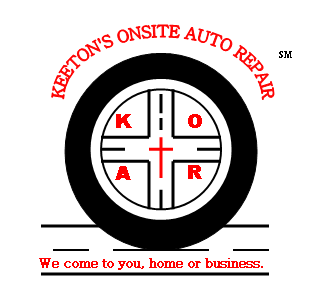 KEETON'S ONSITE AUTO REPAIR
SM
K O
A R
We come to you, home or business.